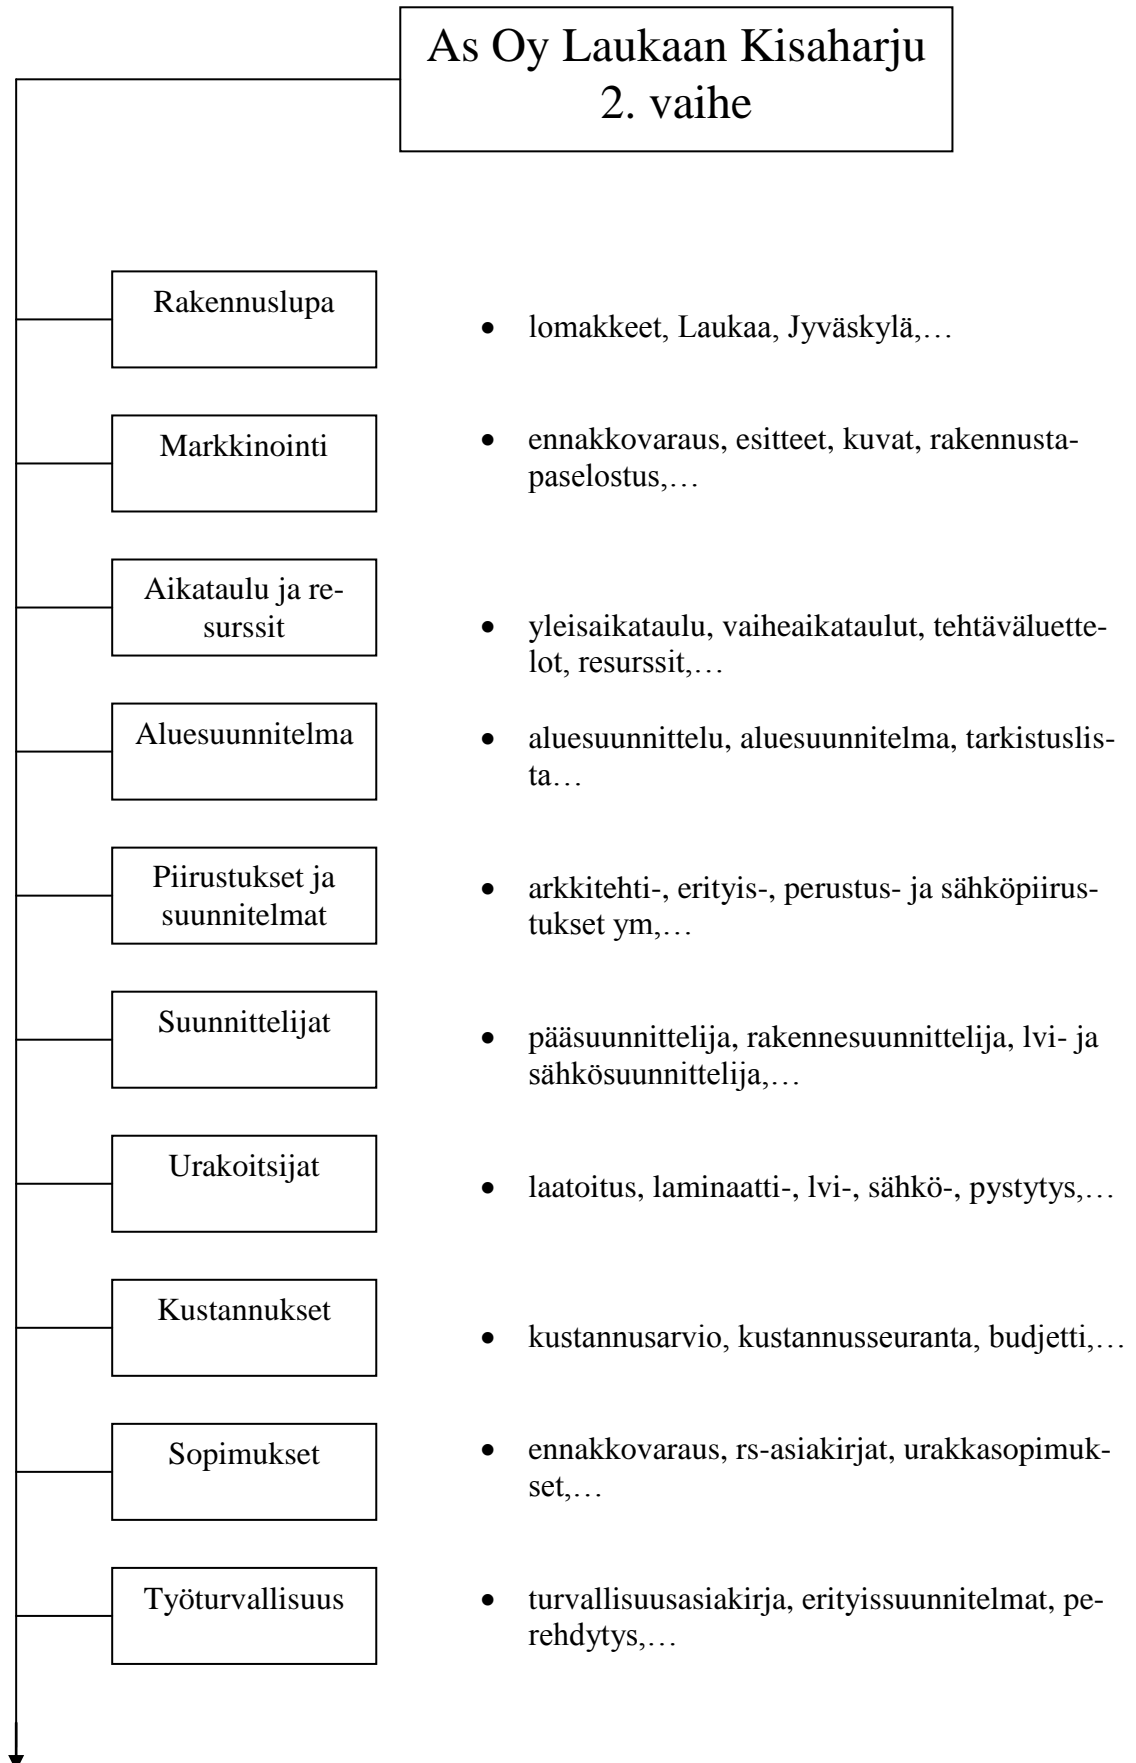 As Oy Laukaan Kisaharju
2. vaihe
Rakennuslupa
• lomakkeet, Laukaa, Jyväskylä,…
Markkinointi
• ennakkovaraus, esitteet, kuvat, rakennusta-
paselostus,…
Aikataulu ja re-
surssit
• yleisaikataulu, vaiheaikataulut, tehtäväluette-
lot, resurssit,…
Aluesuunnitelma
• aluesuunnittelu, aluesuunnitelma, tarkistuslis-
ta…
Piirustukset ja
suunnitelmat
• arkkitehti-, erityis-, perustus- ja sähköpiirus-
tukset ym,…
Suunnittelijat
• pääsuunnittelija, rakennesuunnittelija, lvi- ja
sähkösuunnittelija,…
Urakoitsijat
• laatoitus, laminaatti-, lvi-, sähkö-, pystytys,…
Kustannukset
• kustannusarvio, kustannusseuranta, budjetti,…
Sopimukset
• ennakkovaraus, rs-asiakirjat, urakkasopimuk-
set,…
Työturvallisuus
• turvallisuusasiakirja, erityissuunnitelmat, pe-
rehdytys,…